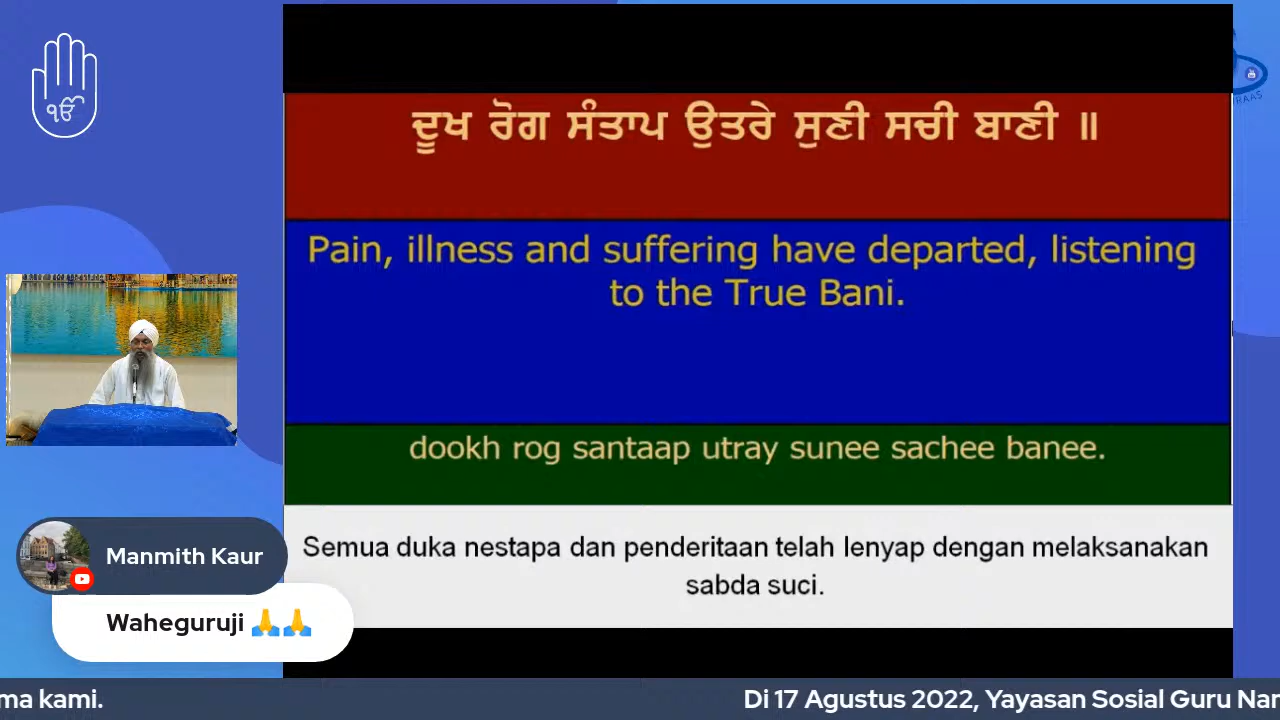 ੴ
ਦੂਖ ਰੋਗ ਸੰਤਾਪ ਉਤਰੇ ਸੁਣੀ ਸਚੀ ਬਾਣੀ ॥
Pain, illness and suffering have departed, listening
to the True Bani.
dookh rog santaap utray sunee sachee banee.
Semua duka nestapa dan penderitaan telah lenyap dengan melaksanakan
sabda suci.
Manmith Kaur
Waheguruji 🙏🙏
ma kami.
Di 17 Agustus 2022, Yayasan Sosial Guru Nan